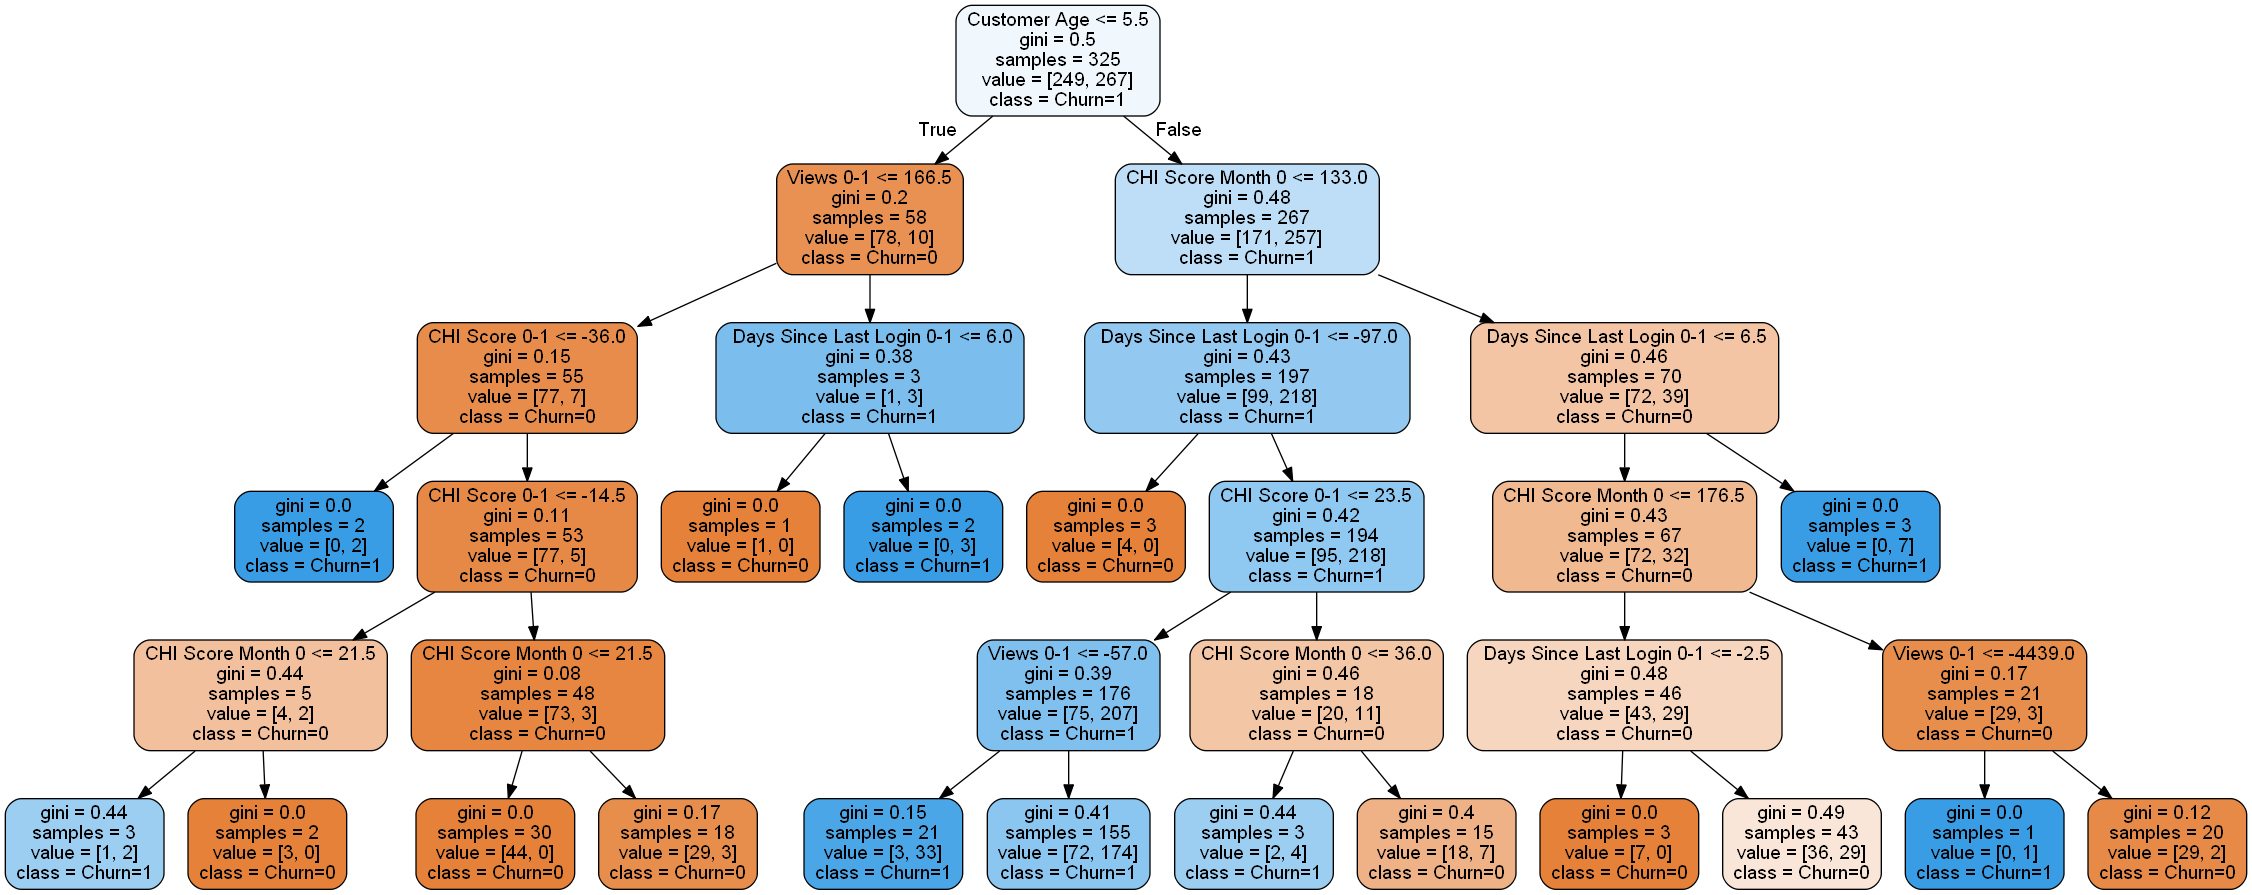 Customer Age <= 5.5
gini = 0.5
samples = 325
value = [249, 267]
class = Churn=1
True
False
Views 0-1 <= 166.5
gini = 0.2
samples = 58
value = [78, 10]
class = Churn=0
CHI Score Month 0 <= 133.0
gini = 0.48
samples = 267
value = [171, 257]
class = Churn=1
CHI Score 0-1 <= -36.0
gini = 0.15
samples = 55
value = [77, 7]
class = Churn=0
Days Since Last Login 0-1 <= 6.0
gini = 0.38
samples = 3
value = [1, 3]
class = Churn=1
Days Since Last Login 0-1 <= -97.0
gini = 0.43
samples = 197
value = [99, 218]
class = Churn=1
Days Since Last Login 0-1 <= 6.5
gini = 0.46
samples = 70
value = [72, 39]
class = Churn=0
gini = 0.0
samples = 2
value = [0, 2]
class = Churn=1
CHI Score 0-1 <= -14.5
gini = 0.11
samples = 53
value = [77, 5]
class = Churn=0
gini = 0.0
samples = 1
value = [1, 0]
class = Churn=0
gini = 0.0
samples = 2
value = [0, 3]
class = Churn=1
gini = 0.0
samples = 3
value = [4, 0]
class = Churn=0
CHI Score 0-1 <= 23.5
gini = 0.42
samples = 194
value = [95, 218]
class = Churn=1
CHI Score Month 0 <= 176.5
gini = 0.43
samples = 67
value = [72, 32]
class = Churn=0
gini = 0.0
samples = 3
value = [0, 7]
class = Churn=1
CHI Score Month 0 <= 21.5
gini = 0.44
samples = 5
value = [4, 2]
class = Churn=0
CHI Score Month 0 <= 21.5
gini = 0.08
samples = 48
value = [73, 3]
class = Churn=0
Views 0-1 <= -57.0
gini = 0.39
samples = 176
value = [75, 207]
class = Churn=1
CHI Score Month 0 <= 36.0
gini = 0.46
samples = 18
value = [20, 11]
class = Churn=0
Days Since Last Login 0-1 <= -2.5
gini = 0.48
samples = 46
value = [43, 29]
class = Churn=0
Views 0-1 <= -4439.0
gini = 0.17
samples = 21
value = [29, 3]
class = Churn=0
gini = 0.44
samples = 3
value = [1, 2]
class = Churn=1
gini = 0.0
samples = 2
value = [3, 0]
class = Churn=0
gini = 0.0
samples = 30
value = [44, 0]
class = Churn=0
gini = 0.17
samples = 18
value = [29, 3]
class = Churn=0
gini = 0.15
samples = 21
value = [3, 33]
class = Churn=1
gini = 0.41
samples = 155
value = [72, 174]
class = Churn=1
gini = 0.44
samples = 3
value = [2, 4]
class = Churn=1
gini = 0.4
samples = 15
value = [18, 7]
class = Churn=0
gini = 0.0
samples = 3
value = [7, 0]
class = Churn=0
gini = 0.49
samples = 43
value = [36, 29]
class = Churn=0
gini = 0.0
samples = 1
value = [0, 1]
class = Churn=1
gini = 0.12
samples = 20
value = [29, 2]
class = Churn=0